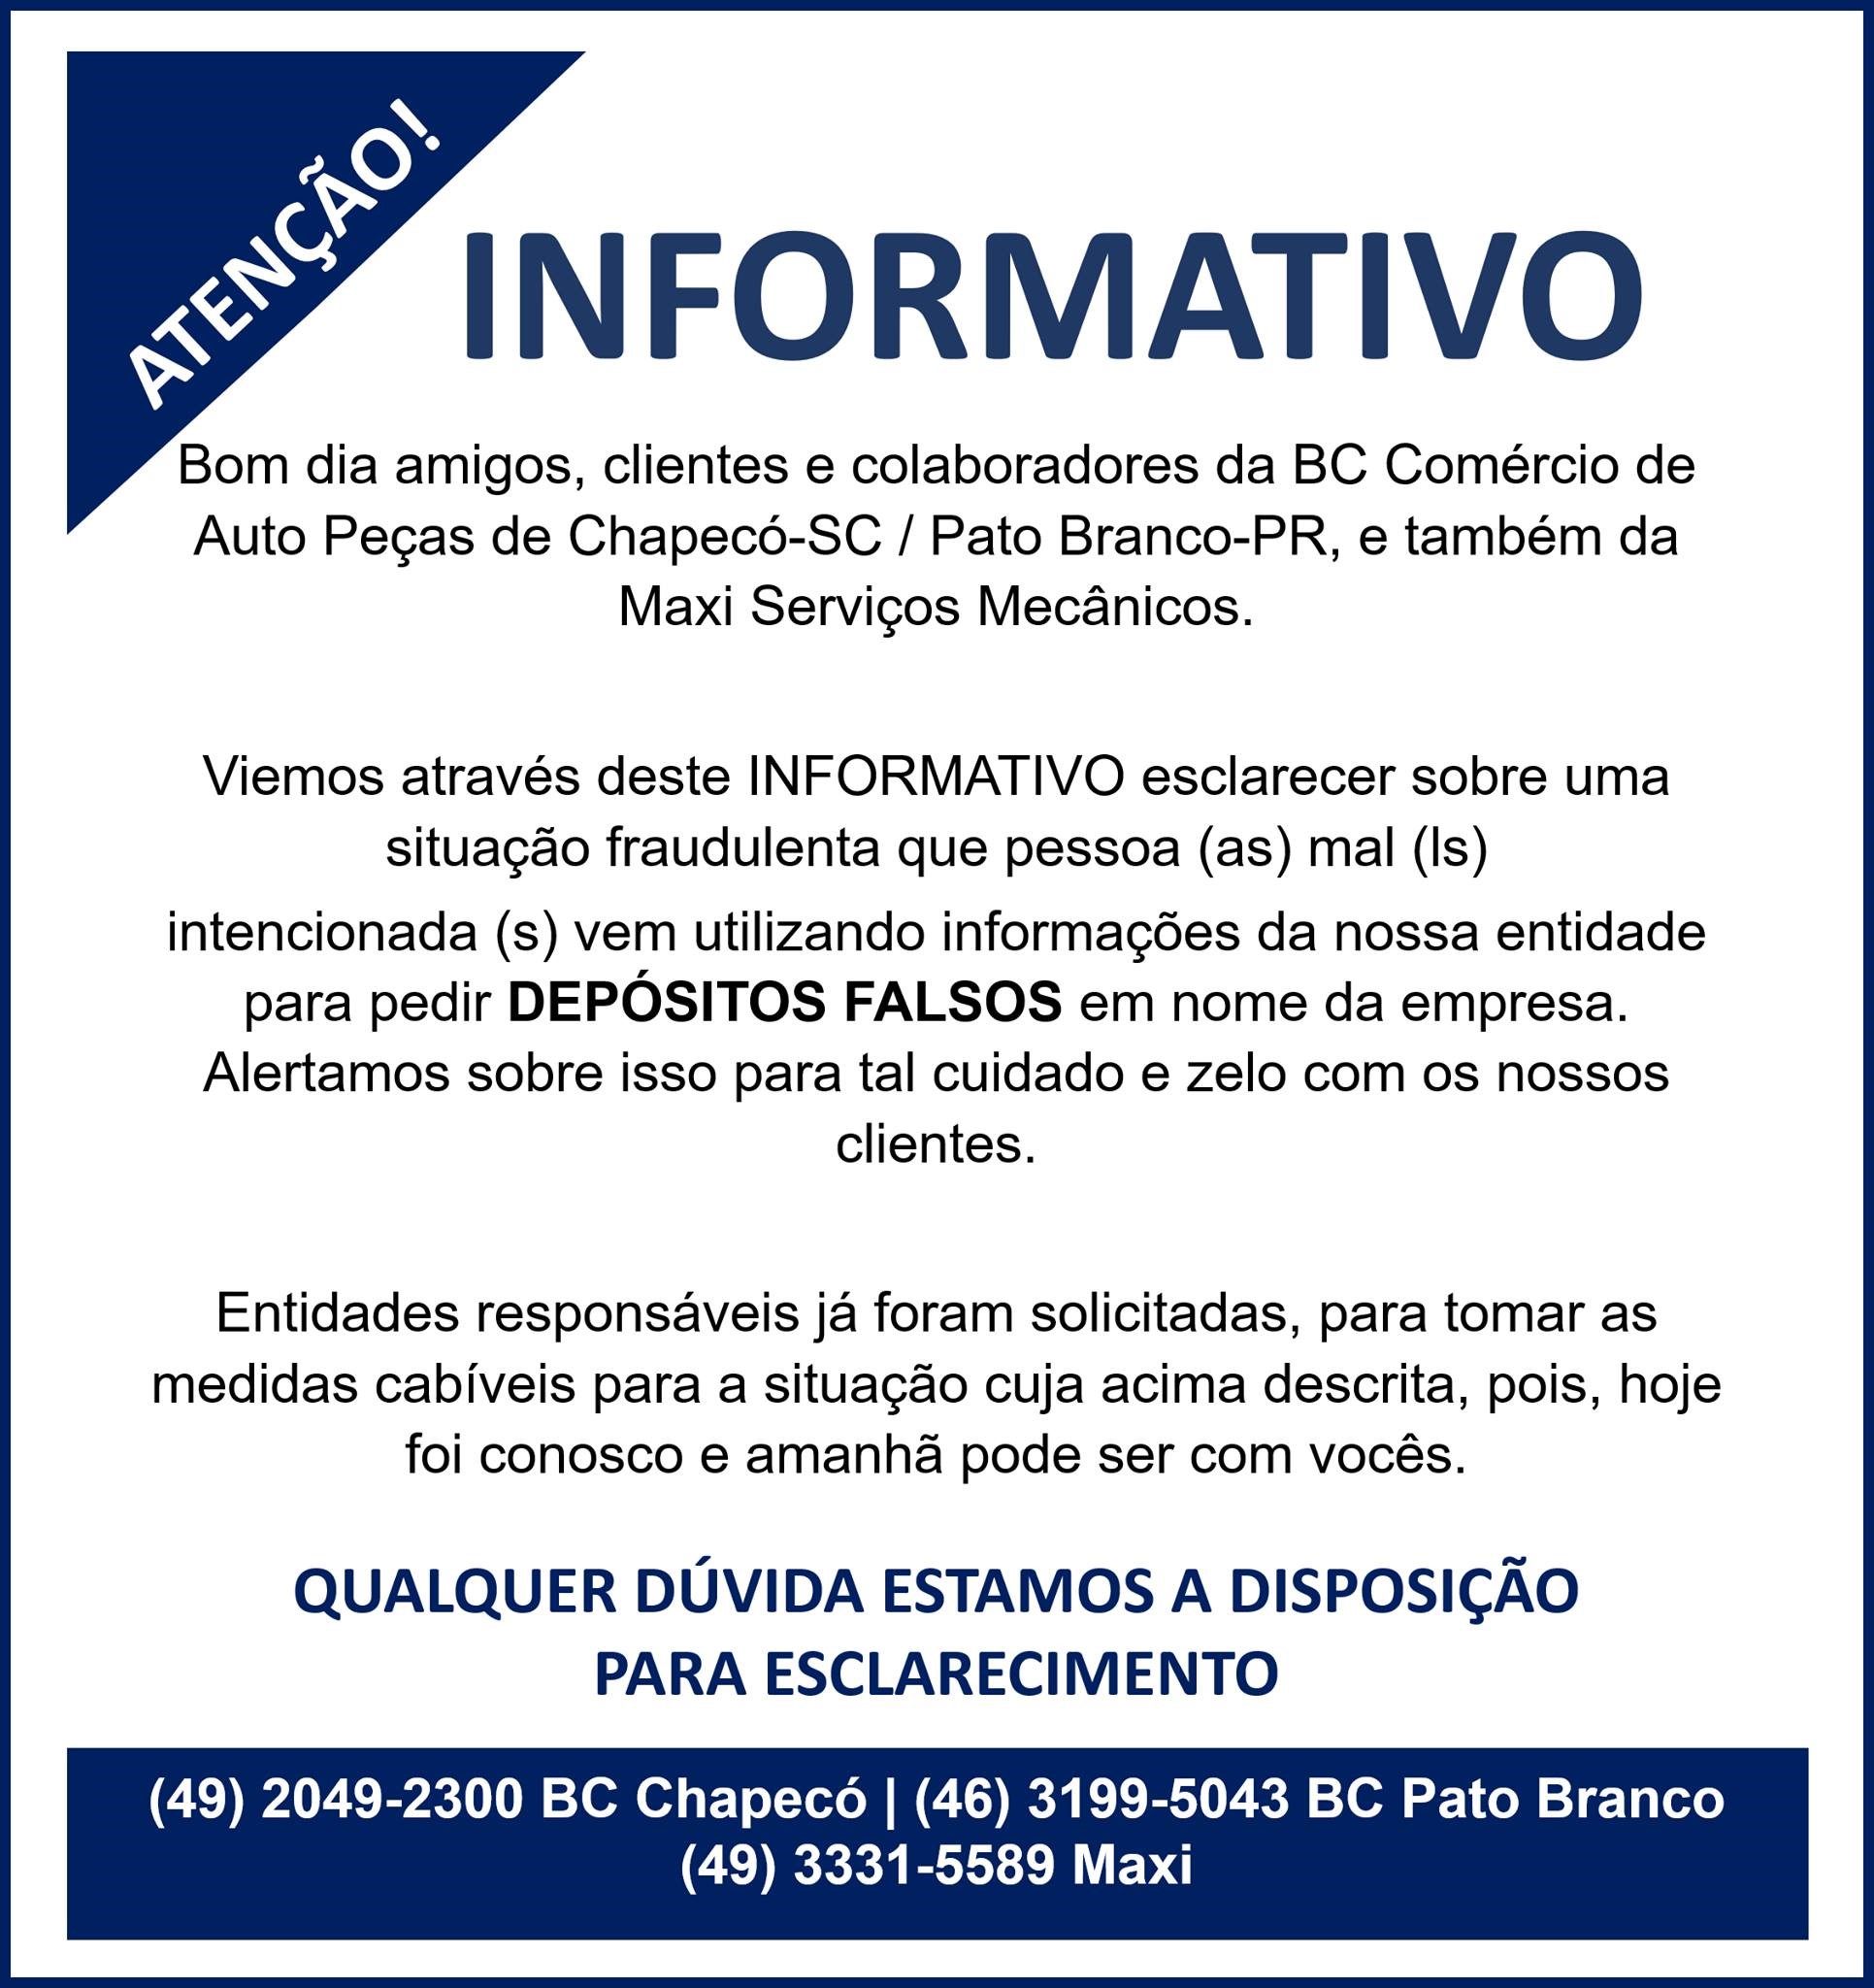 ATENÇÃO!
INFORMATIVO
Bom dia amigos, clientes e colaboradores da BC Comércio de
Auto Peças de Chapecó-SC / Pato Branco-PR, e também da
Maxi Serviços Mecânicos.
Viemos através deste INFORMATIVO esclarecer sobre uma
situação fraudulenta que pessoa (as) mal (ls)
intencionada (s) vem utilizando informações da nossa entidade
para pedir DEPÓSITOS FALSOS em nome da empresa.
Alertamos sobre isso para tal cuidado e zelo com os nossos
clientes.
Entidades responsáveis já foram solicitadas, para tomar as
medidas cabíveis para a situação cuja acima descrita, pois, hoje
foi conosco e amanhã pode ser com vocês.
QUALQUER DÚVIDA ESTAMOS A DISPOSIÇÃO
PARA ESCLARECIMENTO
(49) 2049-2300 BC Chapecó | (46) 3199-5043 BC Pato Branco
(49) 3331-5589 Maxi